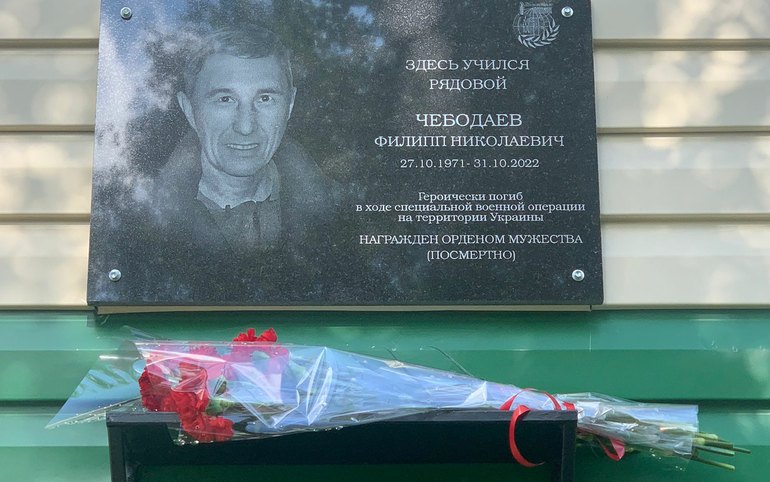 ЗДЕСЬ УЧИЛСЯ
РЯДОВОЙ
ЧЕБОДАЕВ
ФИЛИПП НИКОЛАЕВИЧ
27.10.1971- 31.10.2022
Героически погиб
в ходе специальной военной операции
на территории Украины
НАГРАЖДЕН ОРДЕНОМ МУЖЕСТВА
(ПОСМЕРТНО)